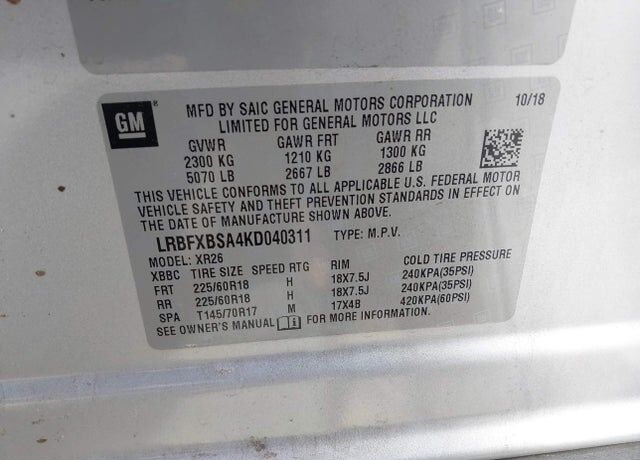 GM ®
MFD BY SAIC GENERAL MOTORS CORPORATION 10/18
LIMITED FOR GENERAL MOTORS LLC
GVWR GAWR FRT GAWR RR
2300 KG 1210 KG 1300 KG
5070 LB 2667 LB 2866 LB
THIS VEHICLE CONFORMS TO ALL APPLICABLE U.S. FEDERAL MOTOR
VEHICLE SAFETY AND THEFT PREVENTION STANDARDS IN EFFECT ON
THE DATE OF MANUFACTURE SHOWN ABOVE.
LRBFXBSA4KD040311 TYPE: M.P.V.
MODEL: XR26
XBBC TIRE SIZE SPEED RTG RIM COLD TIRE PRESSURE
FRT 225/60R18 H 18X7.5J 240KPA(35PSI)
RR 225/60R18 H 18X7.5J 240KPA(35PSI)
SPA T145/70R17 M 17X4B 420KPA(60PSI)
SEE OWNER'S MANUAL FOR MORE INFORMATION.